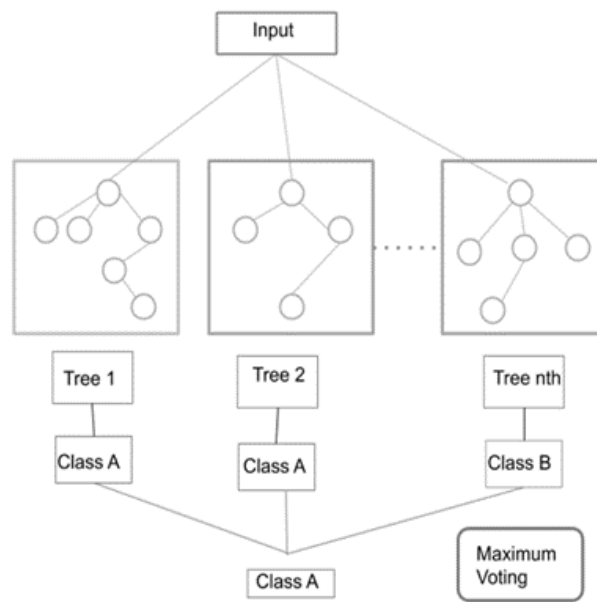 Input
Tree 1
Tree 2
Tree nth
Class A
Class A
Class B
Class A
Maximum
Voting